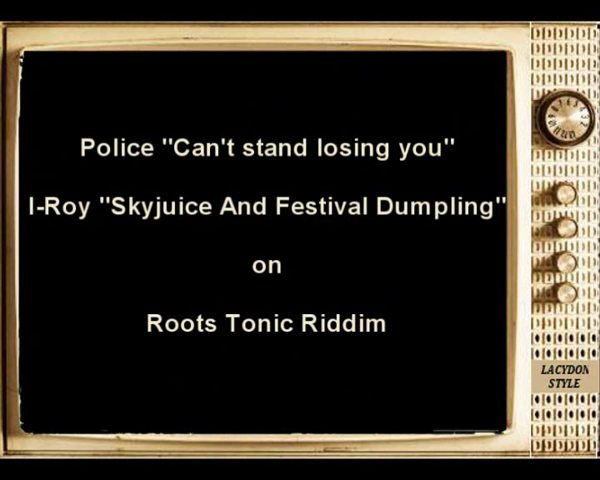 Police "Can't stand losing you"
I-Roy "Skyjuice And Festival Dumpling"
on
Roots Tonic Riddim
LACYDON
STYLE